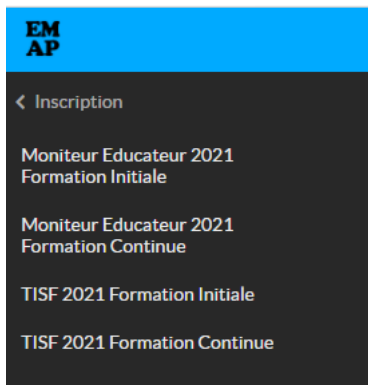 EM
AP
Inscription
Moniteur Educateur 2021
Formation Initiale
Moniteur Educateur 2021
Formation Continue
TISF 2021 Formation Initiale
TISF 2021 Formation Continue